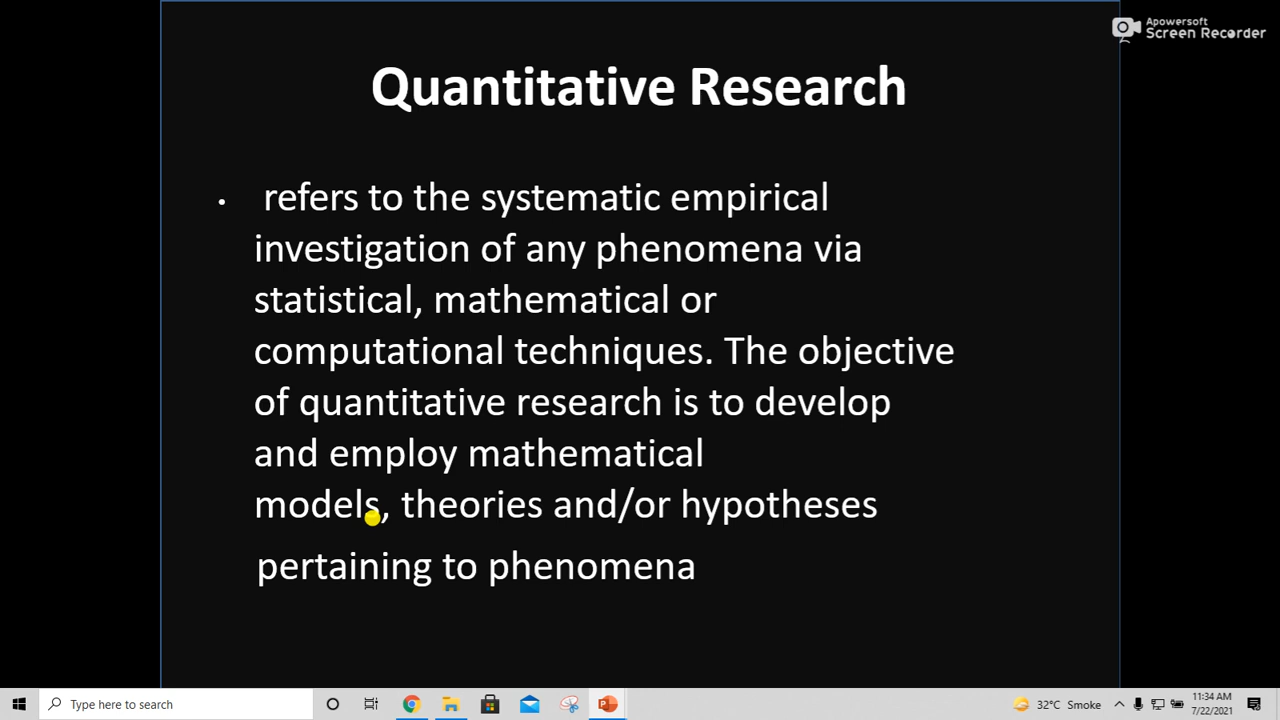 Apowersoft
Screen Recorder
Quantitative Research
• refers to the systematic empirical
investigation of any phenomena via
statistical, mathematical or
computational techniques. The objective
of quantitative research is to develop
and employ mathematical
models, theories and/or hypotheses
pertaining to phenomena
Type here to search
32°C Smoke
11:34 AM
7/22/2021